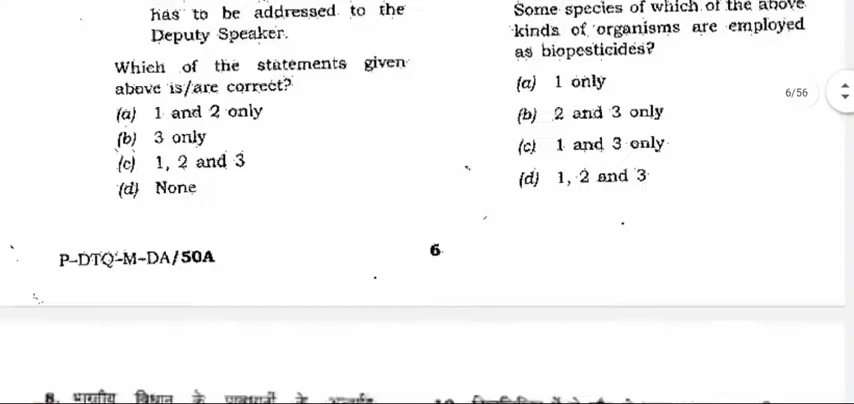 has to be addressed to the
Deputy Speaker.
Which of the statements given
above is/are correct?
(a) 1 and 2 only
(b) 3 only
(c) 1, 2 and 3
(d) None
Some species of which of the above
kinds of organisms are employed
as biopesticides?
(a) 1 only
(b) 2 and 3 only
(c) 1 and 3 only
(d) 1, 2 and 3
6/56
P-DTQ-M-DA/50A
6
8. भारतीय विधान के